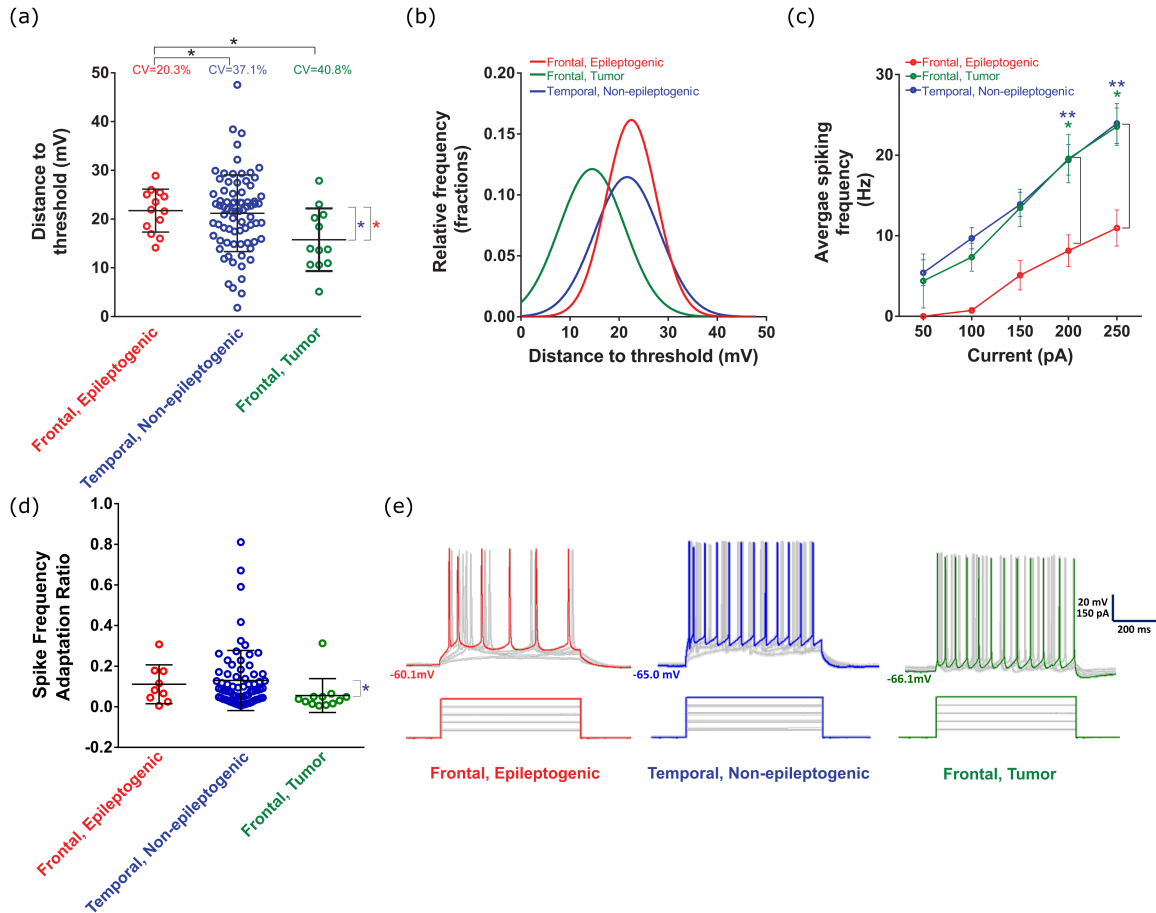 (a)
*
*
CV=20.3% CV=37.1% CV=40.8%
Distance to
threshold (mV)
50
40
30
20
10
0
* *
Frontal, Epileptogenic
Temporal, Non-epileptogenic
Frontal, Tumor
(b)
Frontal, Epileptogenic
Frontal, Tumor
Temporal, Non-epileptogenic
Relative frequency
(fractions)
0.20
0.15
0.10
0.05
0.00
0 10 20 30 40 50
Distance to threshold (mV)
(c)
Frontal, Epileptogenic
Frontal, Tumor
Temporal, Non-epileptogenic
Avergae spiking
frequency
(Hz)
30
20
10
0
** **
* *
50 100 150 200 250
Current (pA)
(d)
Spike Frequency
Adaptation Ratio
1.0
0.8
0.6
0.4
0.2
0.0
-0.2
*
Frontal, Epileptogenic
Temporal, Non-epileptogenic
Frontal, Tumor
(e)
-60.1mV
-65.0 mV
-66.1mV
20 mV
150 pA
200 ms
Frontal, Epileptogenic
Temporal, Non-epileptogenic
Frontal, Tumor